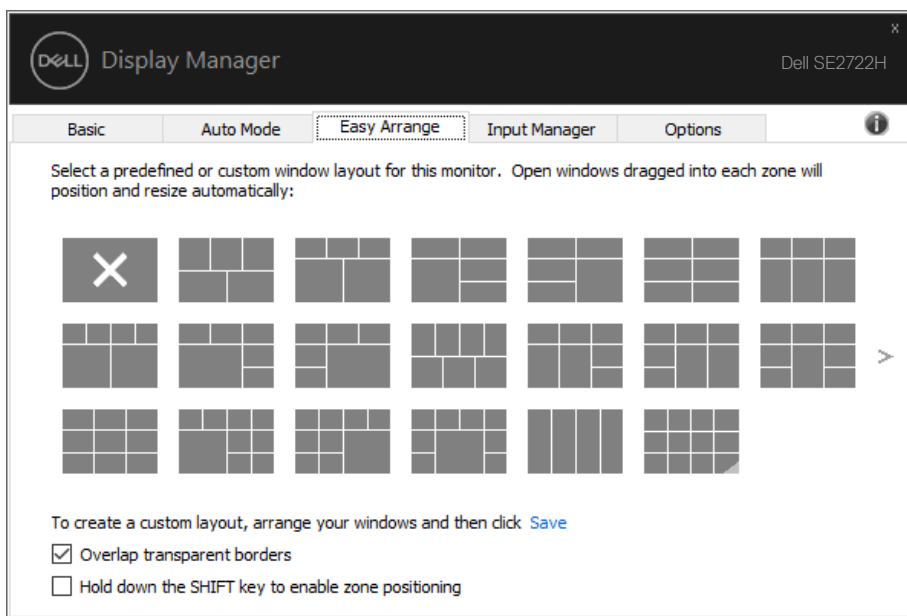 DELL Display Manager
x
Dell SE2722H
Basic Auto Mode Easy Arrange Input Manager Options
Select a predefined or custom window layout for this monitor. Open windows dragged into each zone will
position and resize automatically:
To create a custom layout, arrange your windows and then click Save
Overlap transparent borders
Hold down the SHIFT key to enable zone positioning